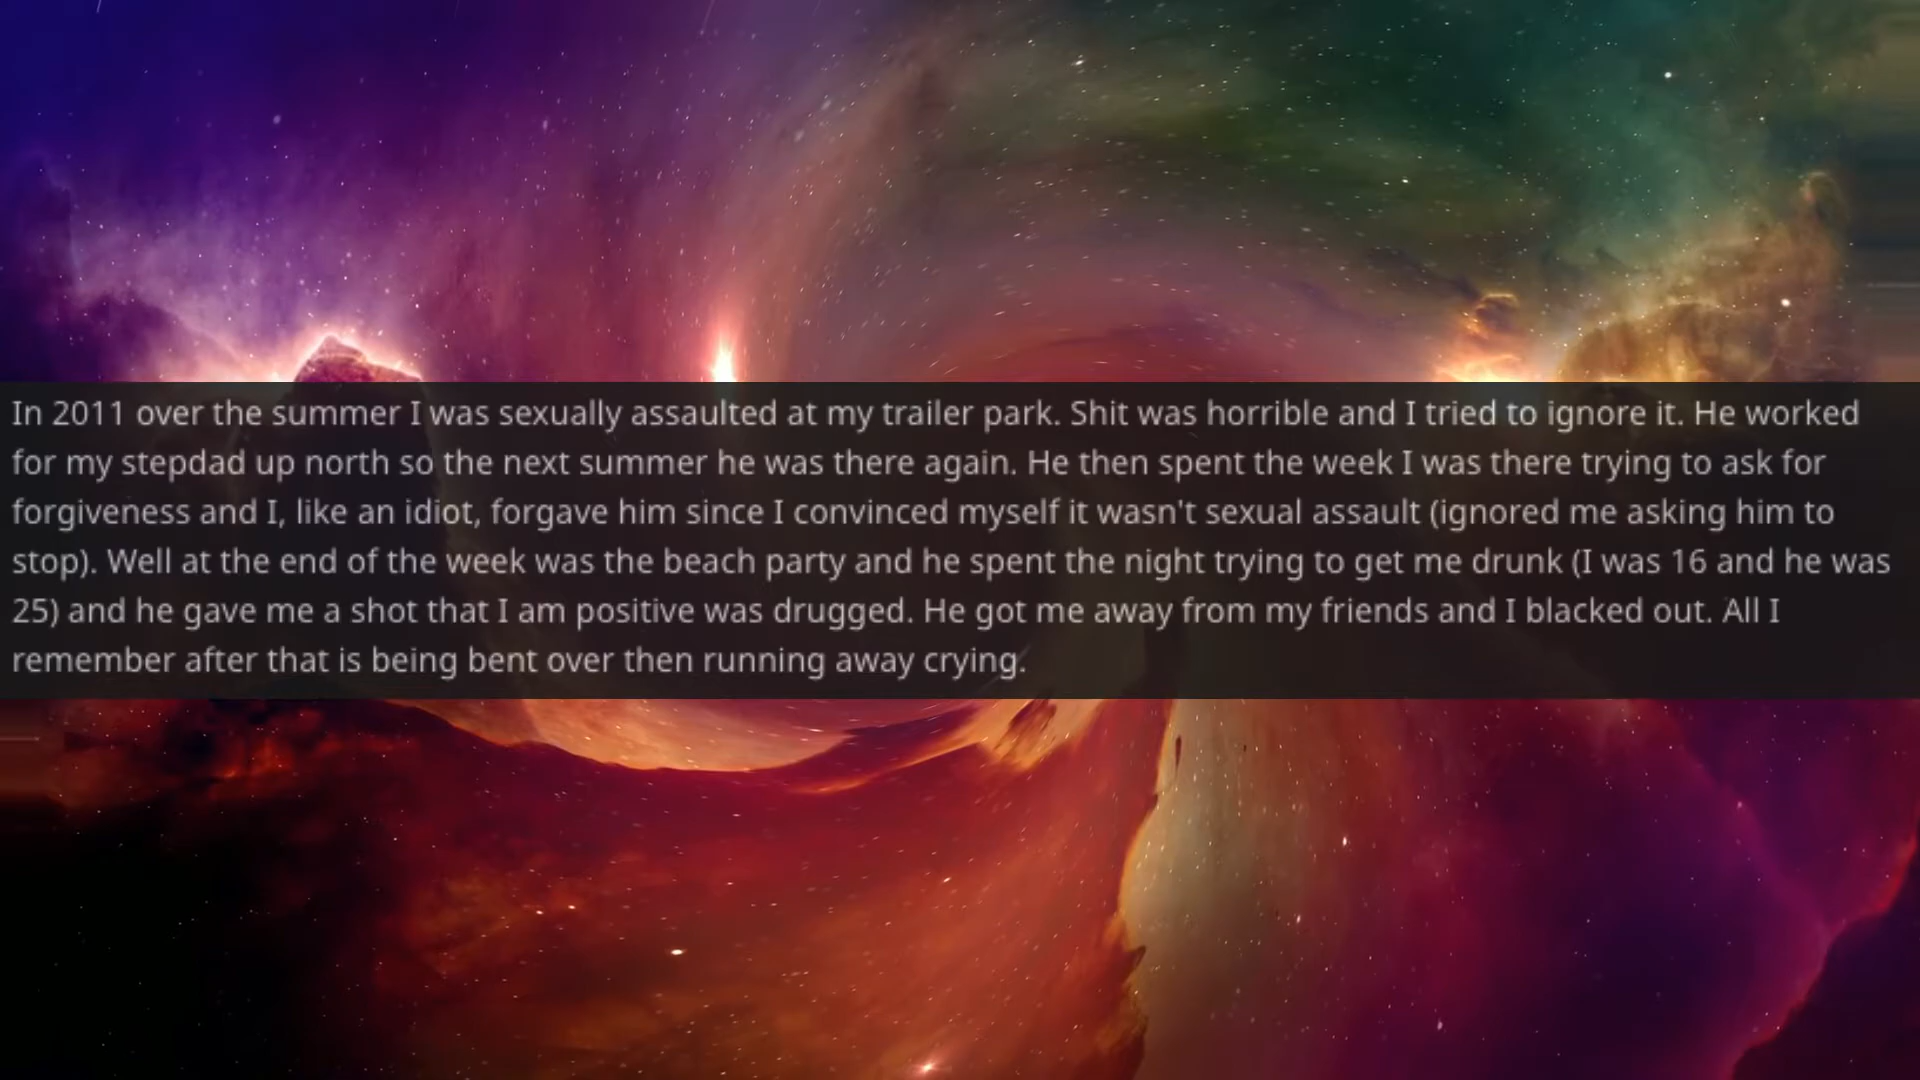 In 2011 over the summer I was sexually assaulted at my trailer park. Shit was horrible and I tried to ignore it. He worked
for my stepdad up north so the next summer he was there again. He then spent the week I was there trying to ask for
forgiveness and I, like an idiot, forgave him since I convinced myself it wasn't sexual assault (ignored me asking him to
stop). Well at the end of the week was the beach party and he spent the night trying to get me drunk (I was 16 and he was
25) and he gave me a shot that I am positive was drugged. He got me away from my friends and I blacked out. All I
remember after that is being bent over then running away crying.